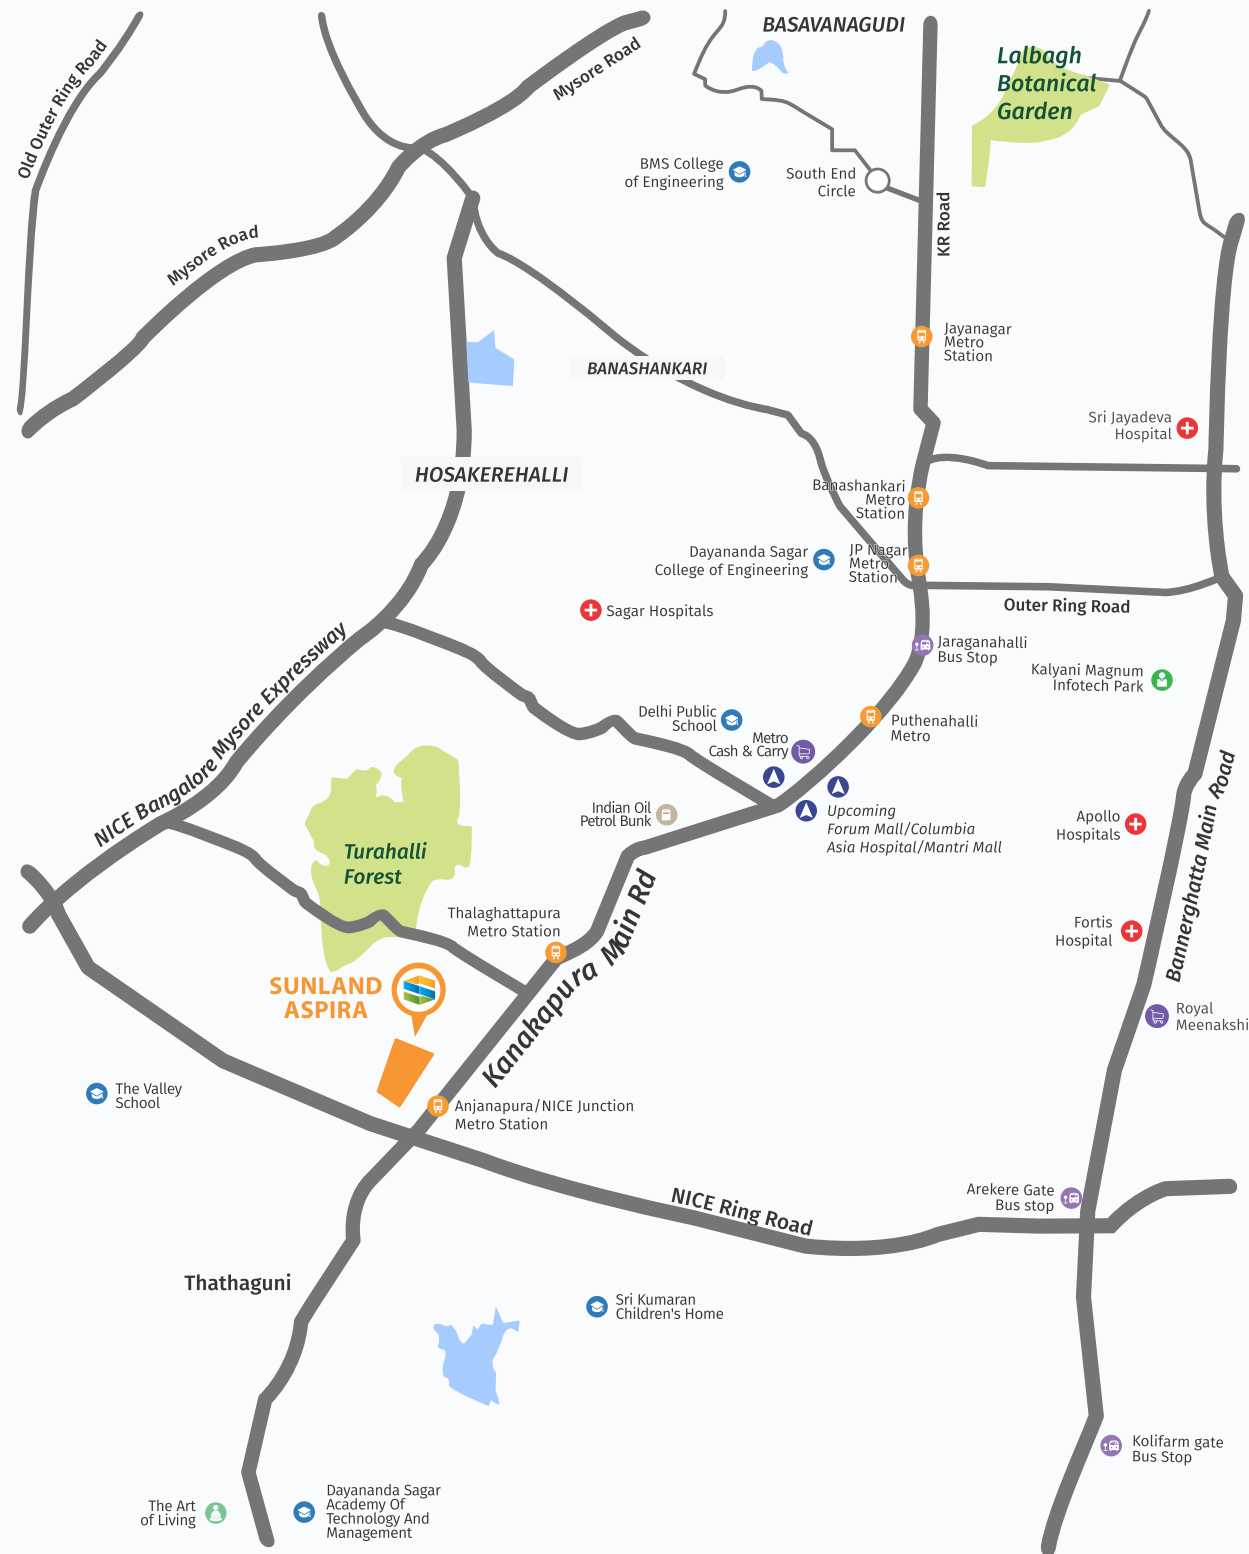 BASAVANAGUDI
Mysore Road
Old Outer Ring Road
Lalbagh
Botanical
Garden
BMS College
of Engineering
South End
Circle
KR Road
Mysore Road
Jayanagar
Metro
Station
BANASHANKARI
Sri Jayadeva
Hospital
HOSAKEREHALLI
Banashankari
Metro
Station
Dayananda Sagar
College of Engineering
JP Nagar
Metro
Station
Outer Ring Road
Sagar Hospitals
Jaraganahalli
Bus Stop
Kalyani Magnum
Infotech Park
NICE Bangalore Mysore Expressway
Delhi Public
School
Puthenahalli
Metro
Metro
Cash & Carry
Indian Oil
Petrol Bunk
Upcoming
Forum Mall/Columbia
Asia Hospital/Mantri Mall
Apollo
Hospitals
Bannerghatta Main Road
Turahalli
Forest
Thalaghattapura
Metro Station
Kanakapura Main Rd
Fortis
Hospital
SUNLAND
ASPIRA
Royal
Meenakshi
The Valley
School
Anjanapura/NICE Junction
Metro Station
Arekere Gate
Bus stop
NICE Ring Road
Thathaguni
Sri Kumaran
Children's Home
Kolifarm gate
Bus Stop
The Art
of Living
Dayananda Sagar
Academy Of
Technology And
Management